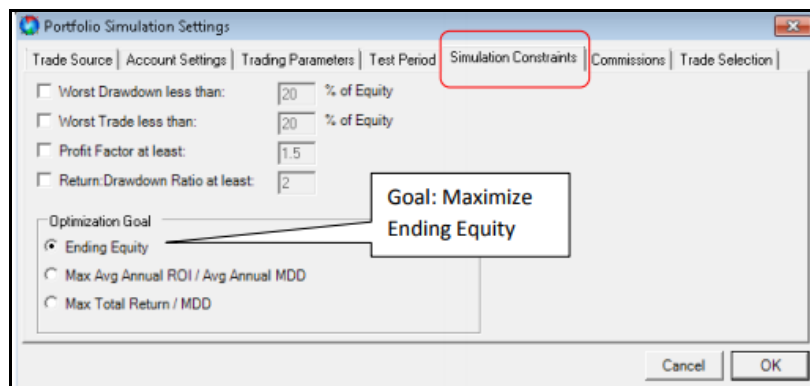 Portfolio Simulation Settings
Trade Source Account Settings Trading Parameters Test Period Simulation Constraints Commissions Trade Selection
Worst Drawdown less than: 20 % of Equity
Worst Trade less than: 20 % of Equity
Profit Factor at least: 1.5
Return:Drawdown Ratio at least: 2
Goal: Maximize
Ending Equity
Optimization Goal
Ending Equity
Max Avg Annual ROI / Avg Annual MDD
Max Total Return / MDD
Cancel OK